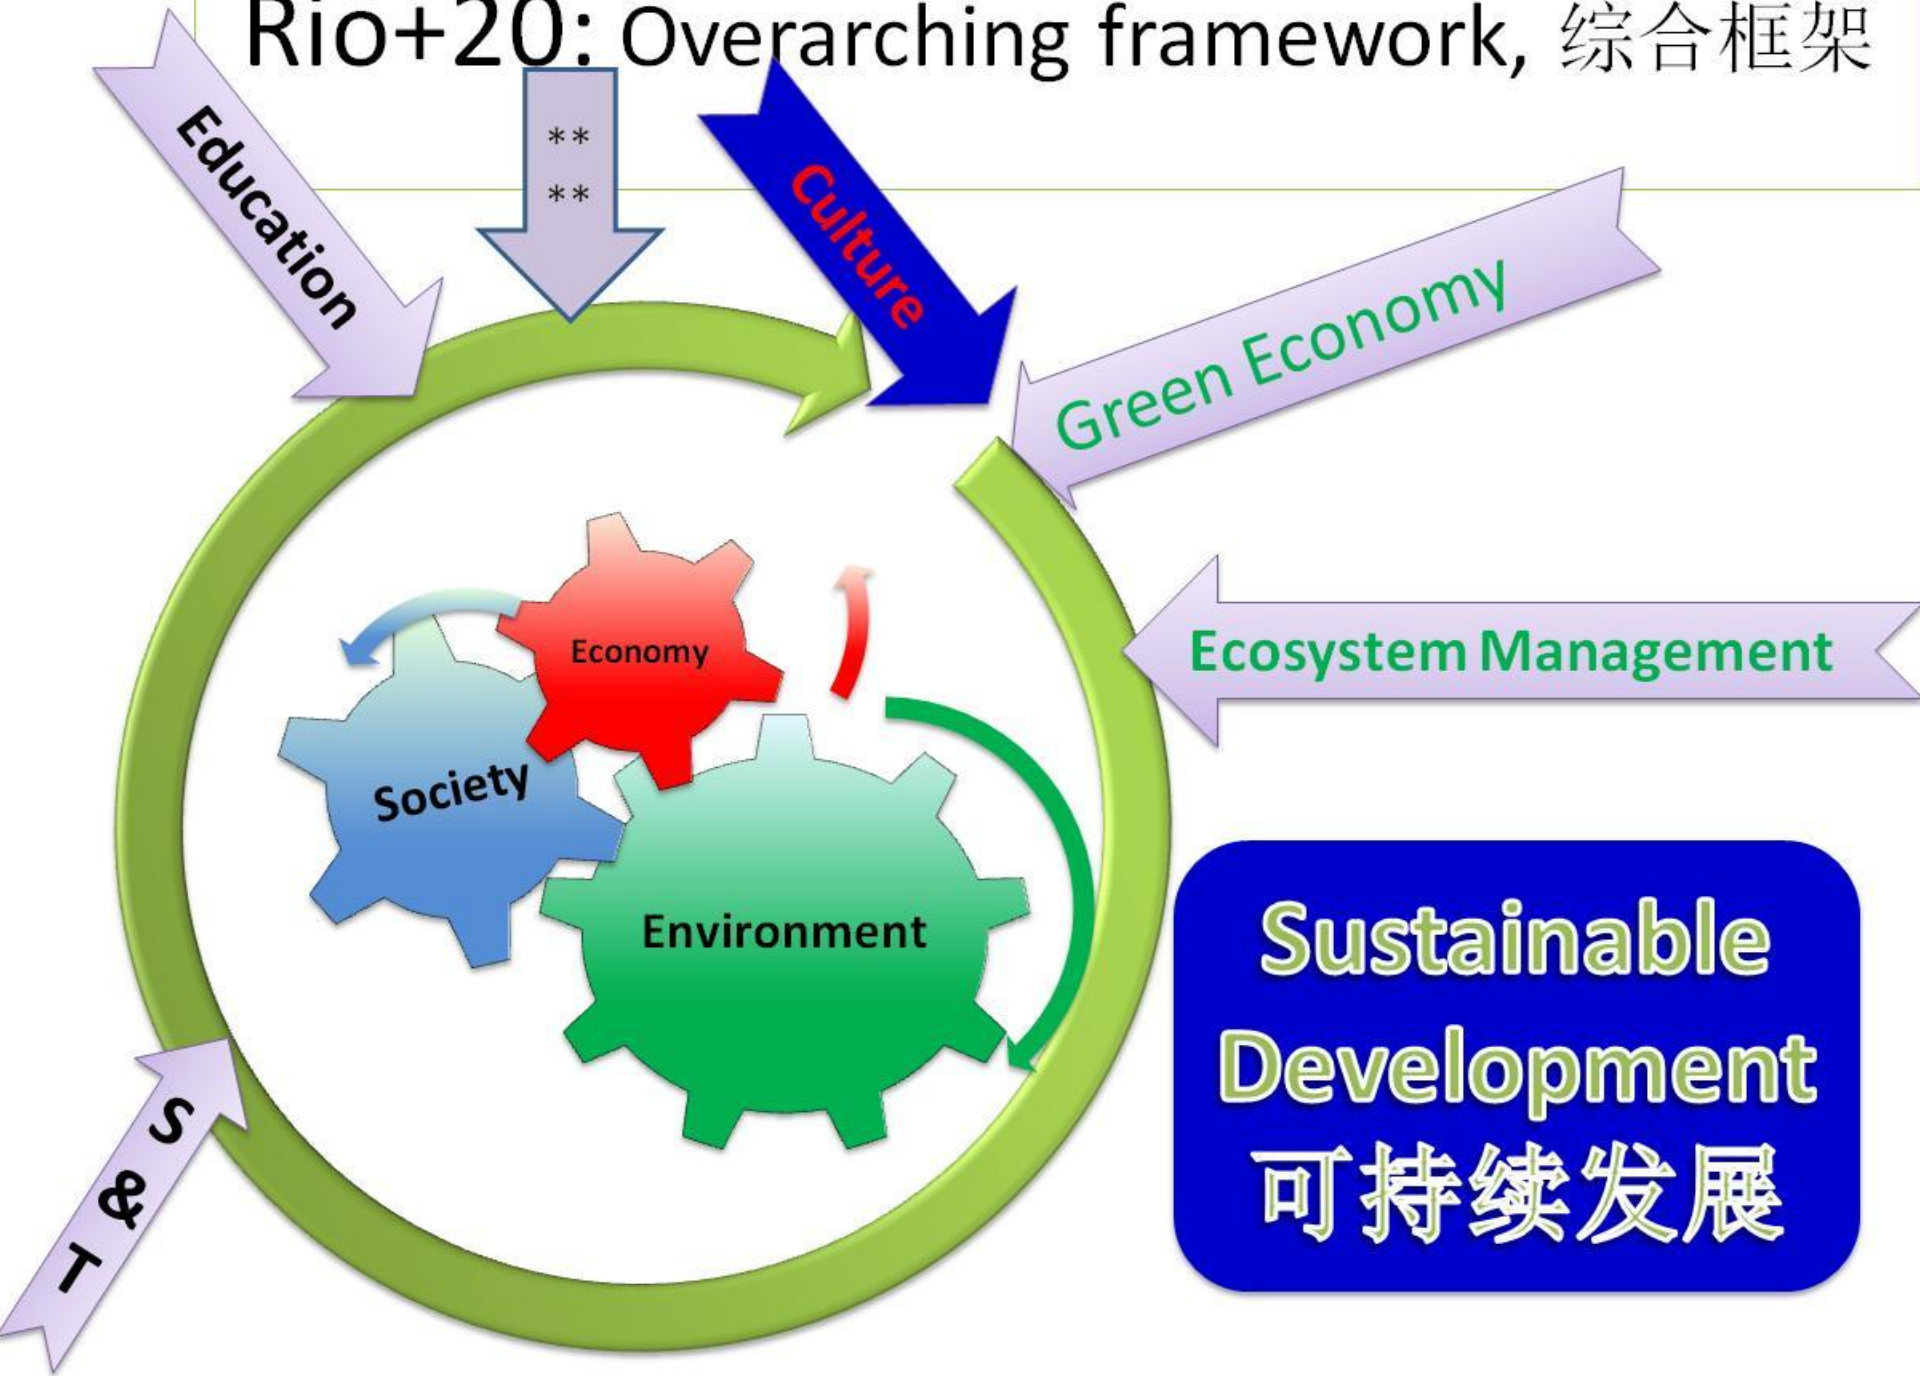 Rio+20: Overarching framework, 综合框架
Education
**
**
Culture
Green Economy
Ecosystem Management
Economy
Society
Environment
S
&
T
Sustainable
Development
可持续发展